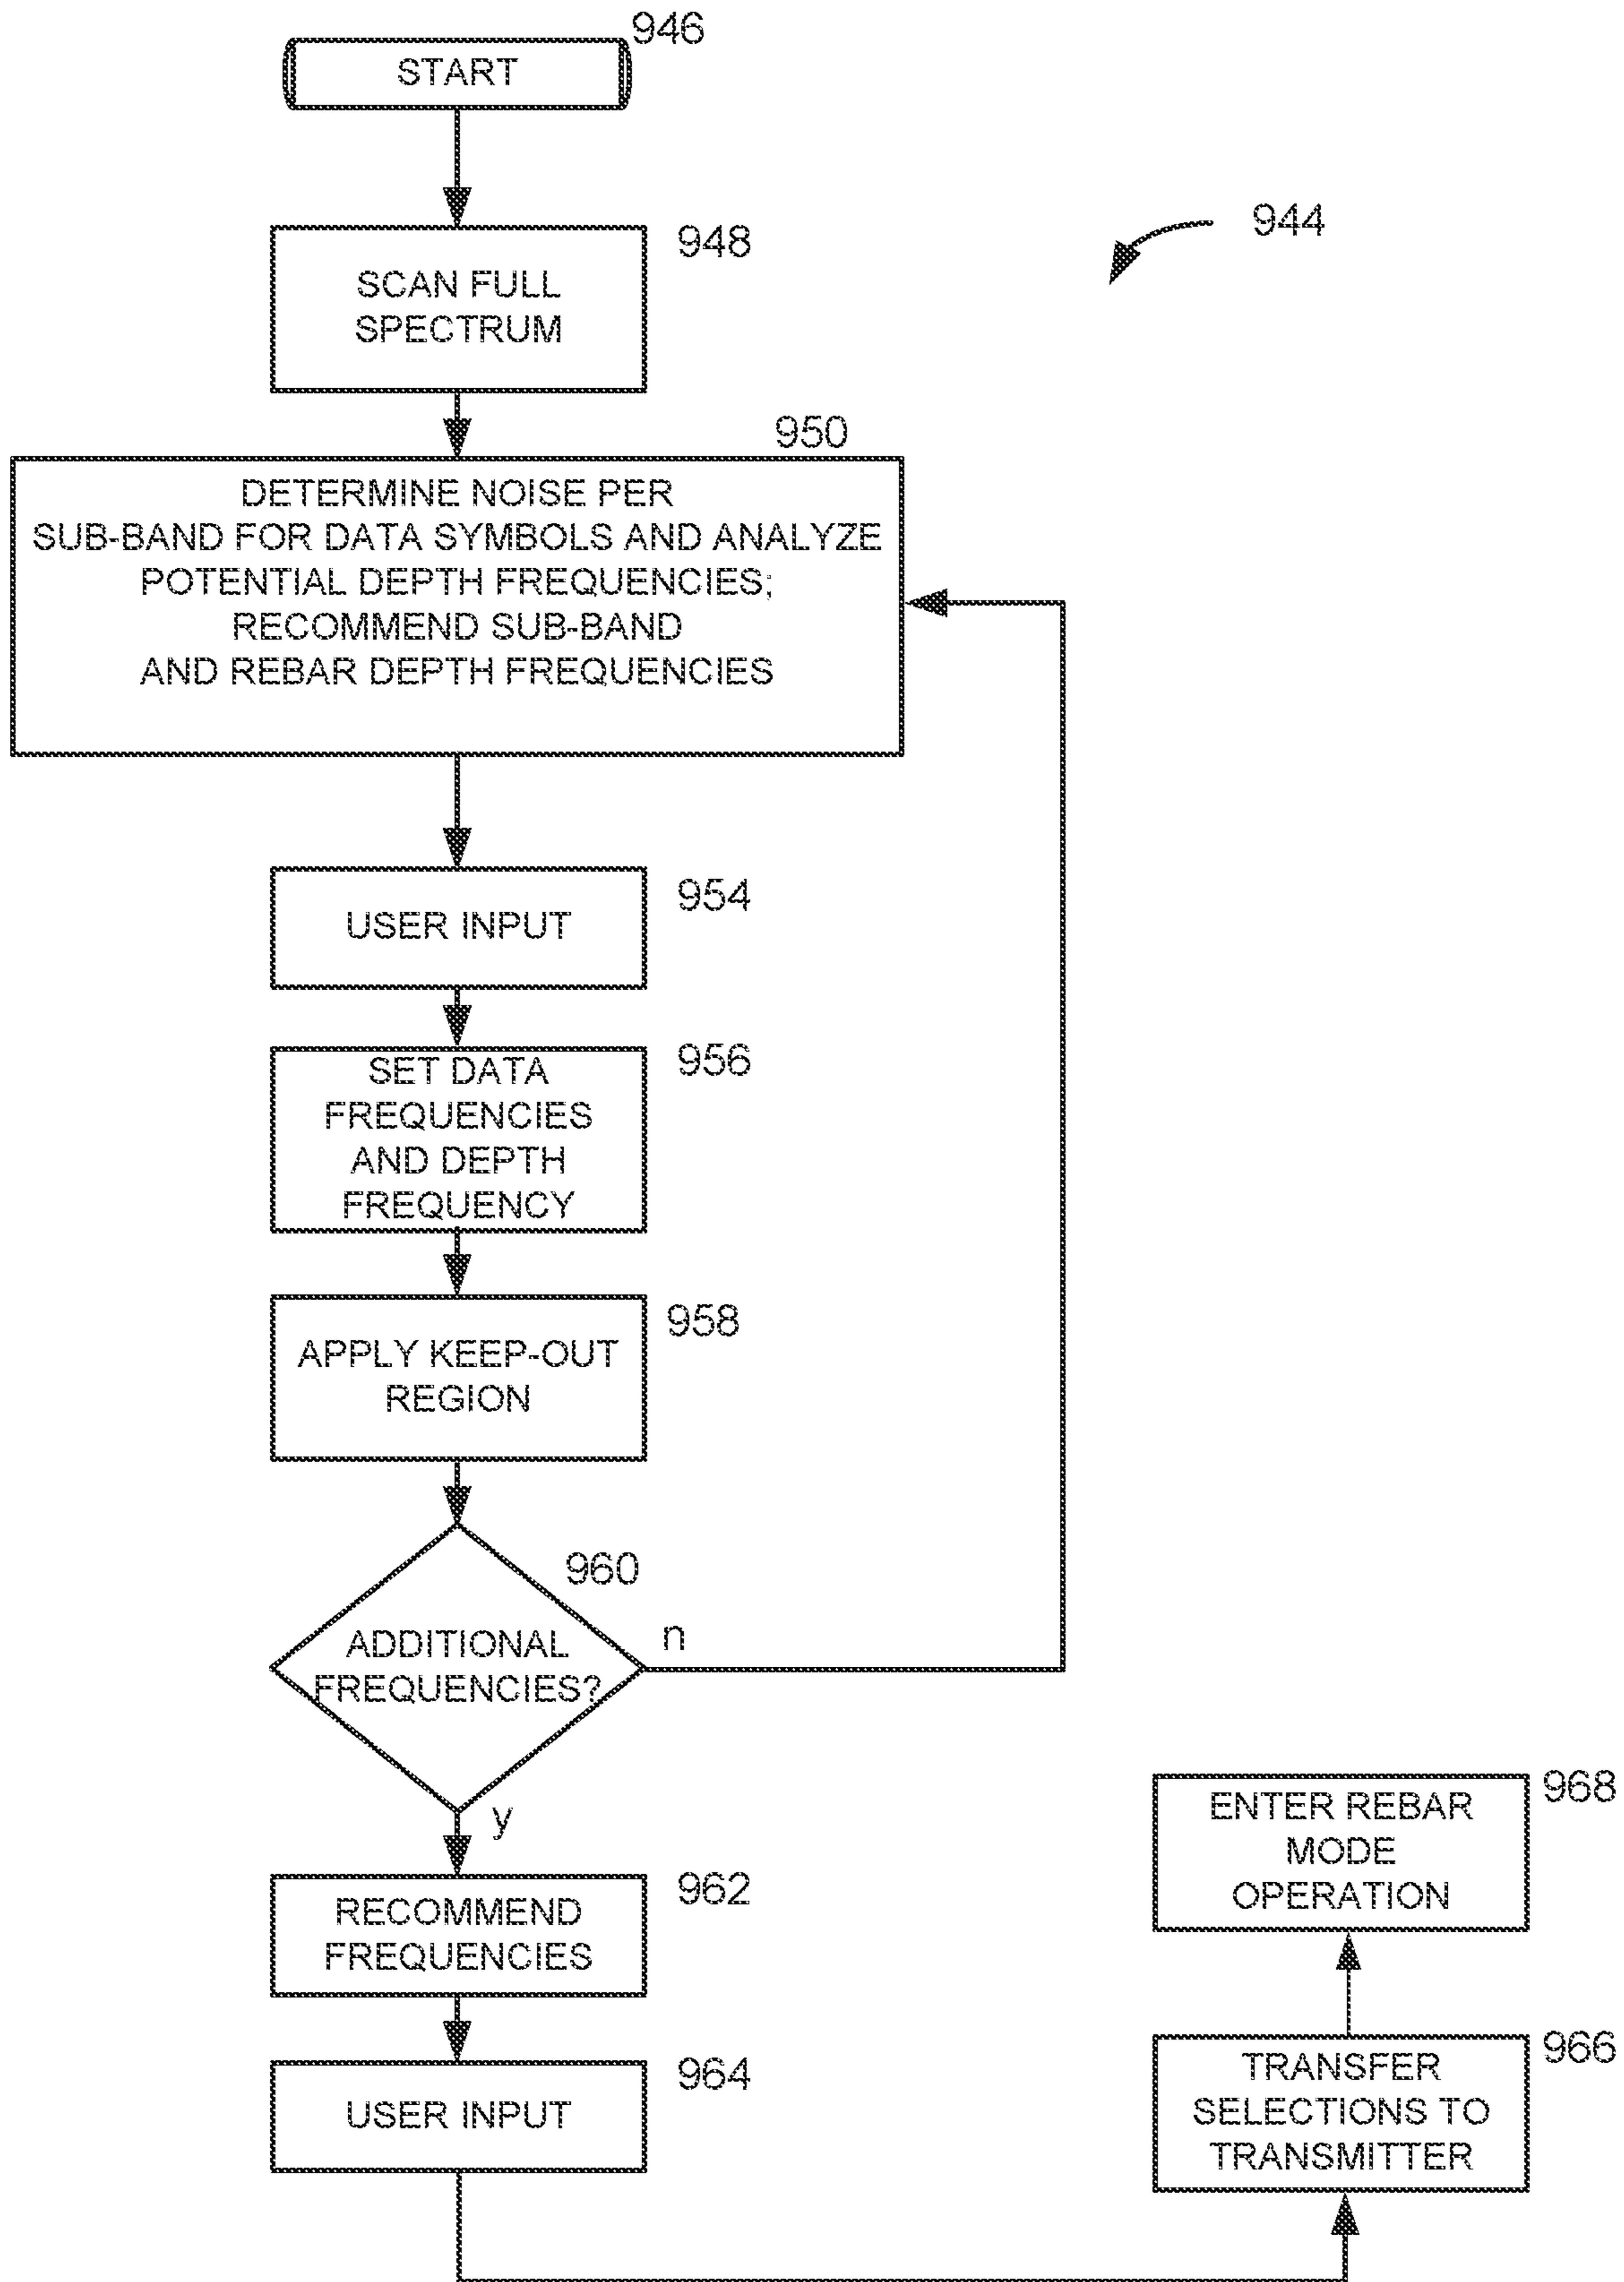 946
START
944
948
SCAN FULL
SPECTRUM
950
DETERMINE NOISE PER
SUB-BAND FOR DATA SYMBOLS AND ANALYZE
POTENTIAL DEPTH FREQUENCIES;
RECOMMEND SUB-BAND
AND REBAR DEPTH FREQUENCIES
954
USER INPUT
956
SET DATA
FREQUENCIES
AND DEPTH
FREQUENCY
958
APPLY KEEP-OUT
REGION
960
ADDITIONAL
FREQUENCIES?
n
y
962
RECOMMEND
FREQUENCIES
964
USER INPUT
966
TRANSFER
SELECTIONS TO
TRANSMITTER
968
ENTER REBAR
MODE
OPERATION